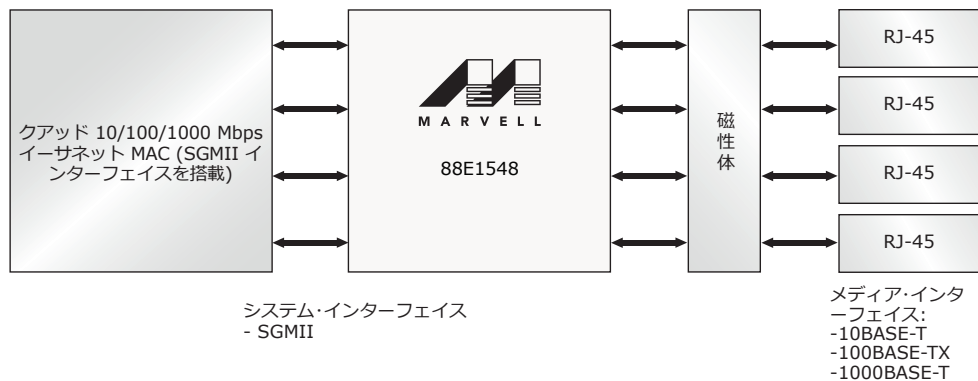 クアッド 10/100/1000 Mbps
イーサネット MAC (SGMII イ
ンターフェイスを搭載)
MARVELL
88E1548
磁性体
RJ-45
RJ-45
RJ-45
RJ-45
システム･インターフェイス
- SGMII
メディア･インタ
ーフェイス:
-10BASE-T
-100BASE-TX
-1000BASE-T